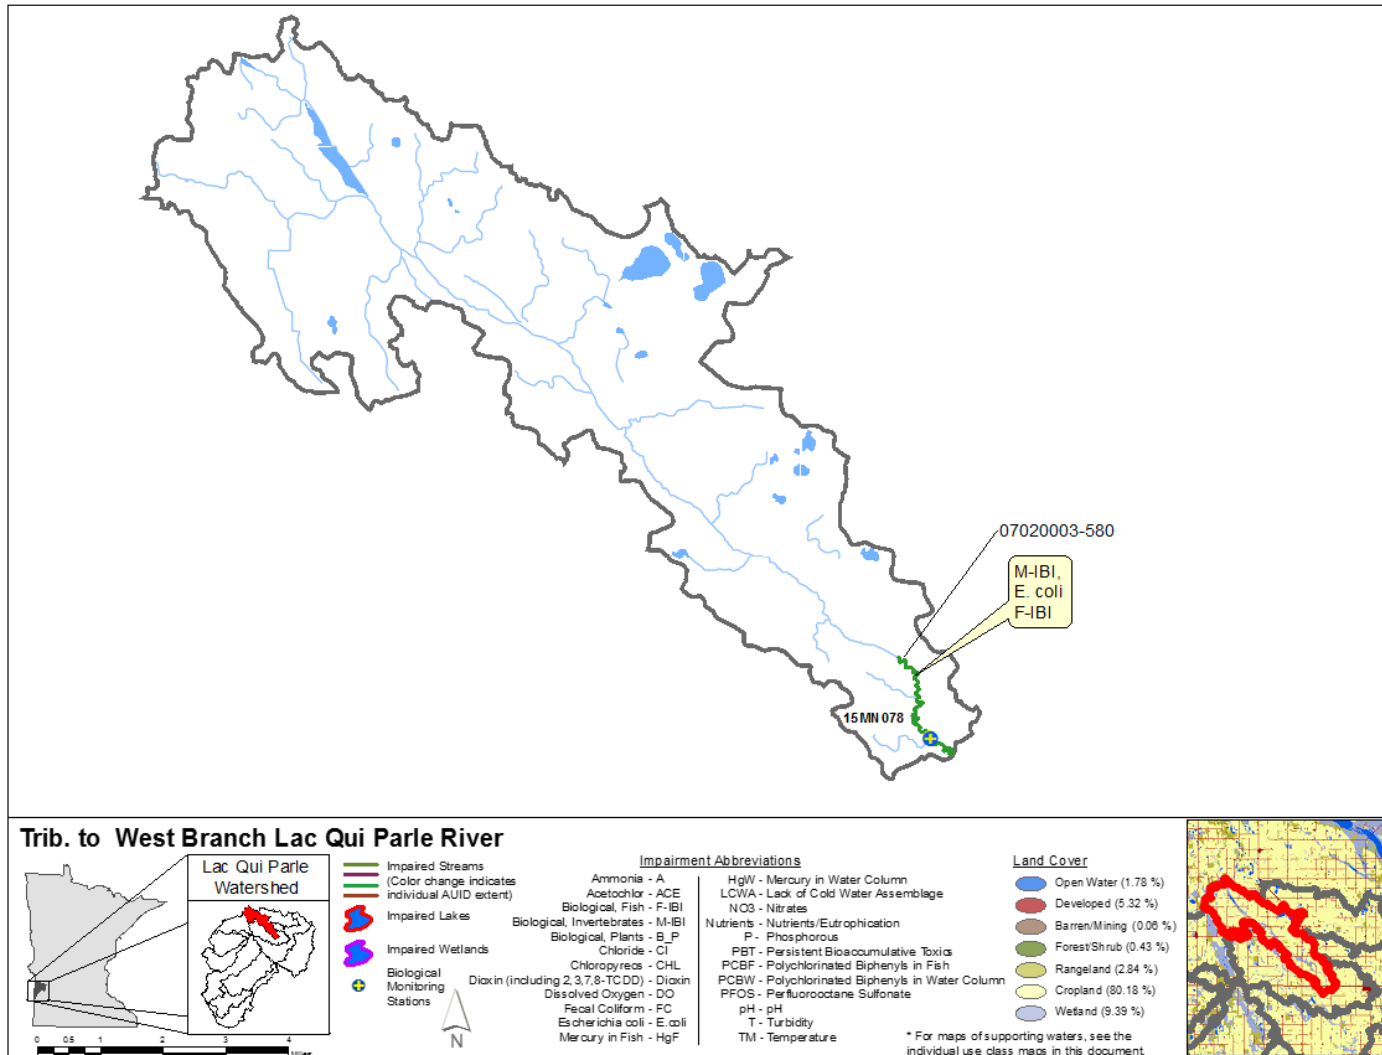 07020003-580
M-IBI,
E. coli
F-IBI
15MN078
Trib. to West Branch Lac Qui Parle River
Lac Qui Parle
Watershed
Impaired Streams
(Color change indicates
individual AUID extent)
Impaired Lakes
Impaired Wetlands
Biological
Monitoring
Stations
N
0 0.5 1 2 3 4
Miles
Impairment Abbreviations
Ammonia - A
Acetochlor - ACE
Biological, Fish - F-IBI
Biological, Invertebrates - M-IBI
Biological, Plants - B_P
Chloride - Cl
Chloropyreos - CHL
Dioxin (including 2,3,7,8-TCDD) - Dioxin
Dissolved Oxygen - DO
Fecal Coliform - FC
Escherichia coli - E.coli
Mercury in Fish - HgF
HgW - Mercury in Water Column
LCWA - Lack of Cold Water Assemblage
NO3 - Nitrates
Nutrients - Nutrients/Eutrophication
P - Phosphorous
PBT - Persistent Bioaccumulative Toxics
PCBF - Polychlorinated Biphenyls in Fish
PCBW - Polychlorinated Biphenyls in Water Column
PFOS - Perfluorooctane Sulfonate
pH - pH
T - Turbidity
TM - Temperature
Land Cover
Open Water (1.78 %)
Developed (5.32 %)
Barren/Mining (0.06 %)
Forest/Shrub (0.43 %)
Rangeland (2.84 %)
Cropland (80.18 %)
Wetland (9.39 %)
* For maps of supporting waters, see the
individual use class maps in this document.